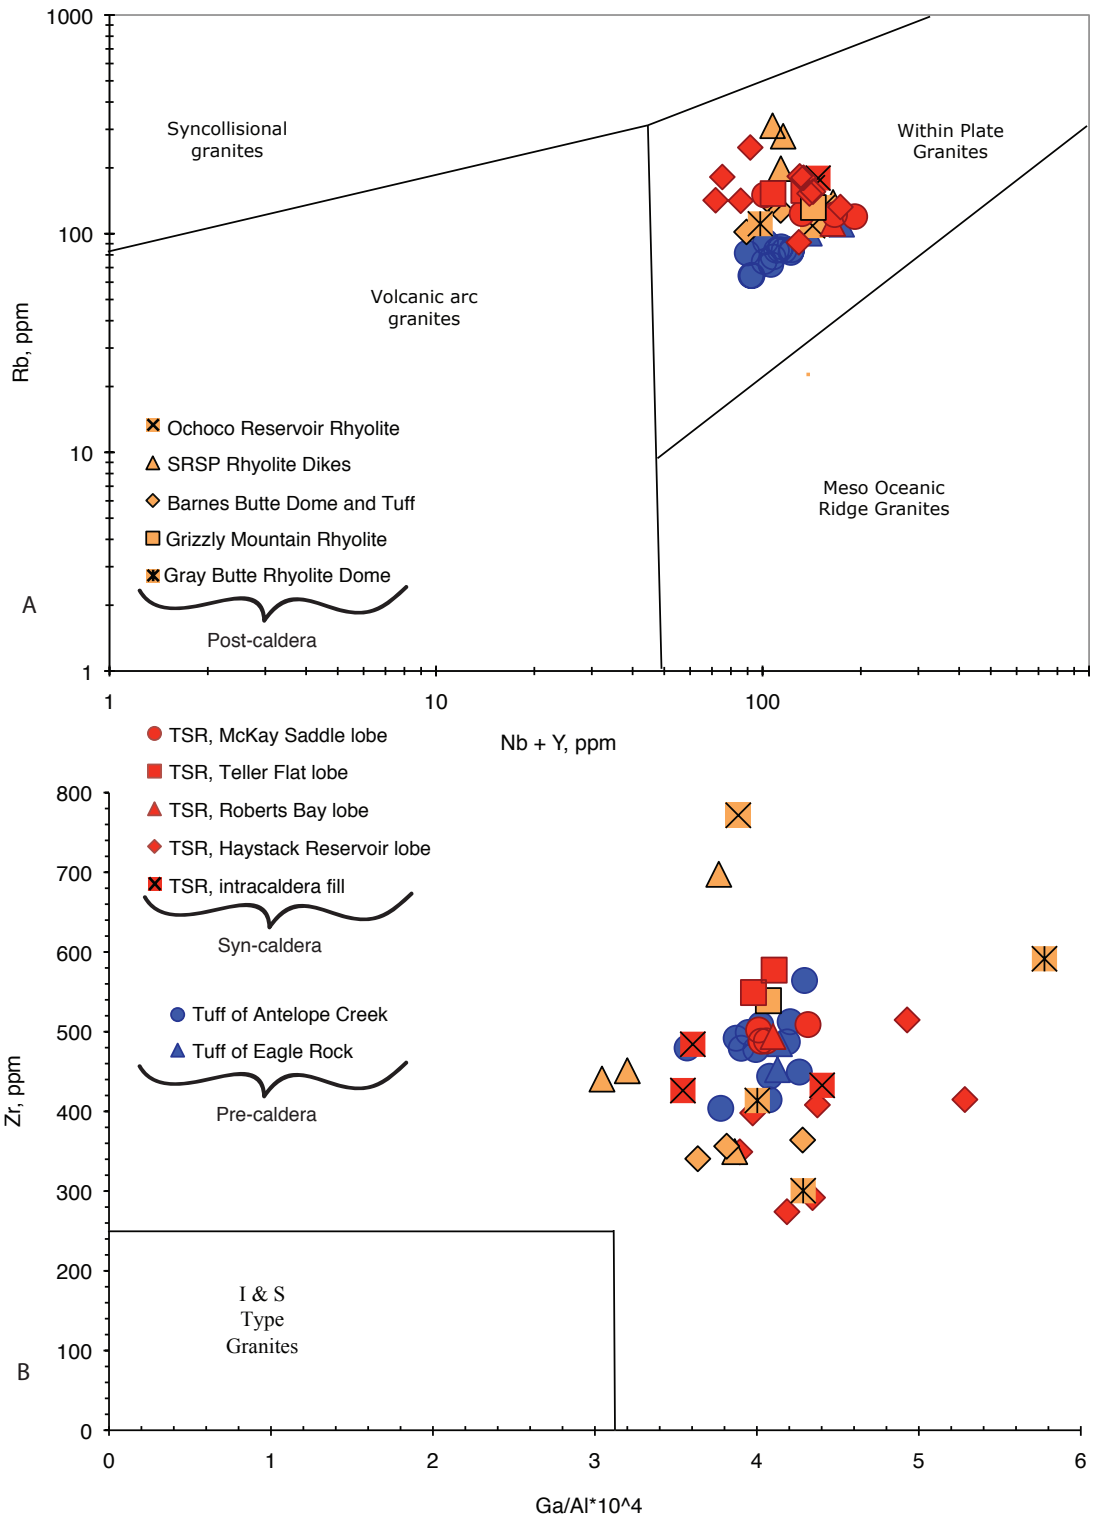 1000
100
10
1
Rb, ppm
Syncollisional
granites
Within Plate
Granites
Volcanic arc
granites
Meso Oceanic
Ridge Granites
Ochoco Reservoir Rhyolite
SRSP Rhyolite Dikes
Barnes Butte Dome and Tuff
Grizzly Mountain Rhyolite
Gray Butte Rhyolite Dome
Post-caldera
A
1 10 100
Nb + Y, ppm
TSR, McKay Saddle lobe
TSR, Teller Flat lobe
TSR, Roberts Bay lobe
TSR, Haystack Reservoir lobe
TSR, intracaldera fill
Syn-caldera
Tuff of Antelope Creek
Tuff of Eagle Rock
Pre-caldera
800
700
600
500
400
300
200
100
0
Zr, ppm
I & S
Type
Granites
B
0 1 2 3 4 5 6
Ga/Al*10^4